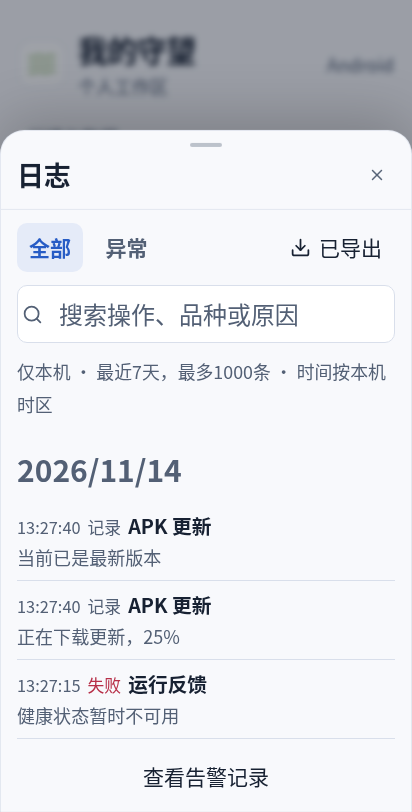 我的守望
个人工作区
Android
日志
全部
异常
已导出
搜索操作、品种或原因
仅本机 · 最近7天，最多1000条 · 时间按本机
时区
2026/11/14
13:27:40 记录 APK 更新
当前已是最新版本
13:27:40 记录 APK 更新
正在下载更新，25%
13:27:15 失败 运行反馈
健康状态暂时不可用
查看告警记录